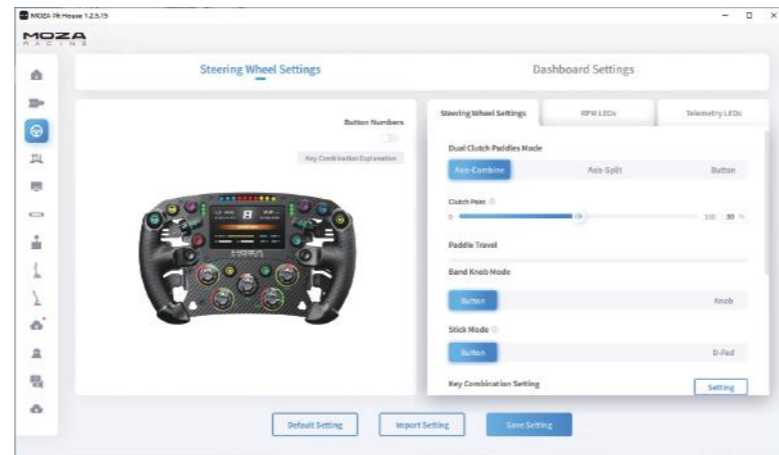 MOZA Pit House 1.2.5.15
MOZA
RACING
Steering Wheel Settings
Dashboard Settings
Button Numbers
Key Combination Explanation
MOZA
Steering Wheel Settings
RPM LEDs
Telemetry LEDs
Dual Clutch Paddles Mode
Axis-Combine
Axis-Split
Button
Clutch Point
0
100
50 %
Paddle Travel
Band Knob Mode
Button
Knob
Stick Mode
Button
D-Pad
Key Combination Setting
Setting
Default Setting
Import Setting
Save Setting